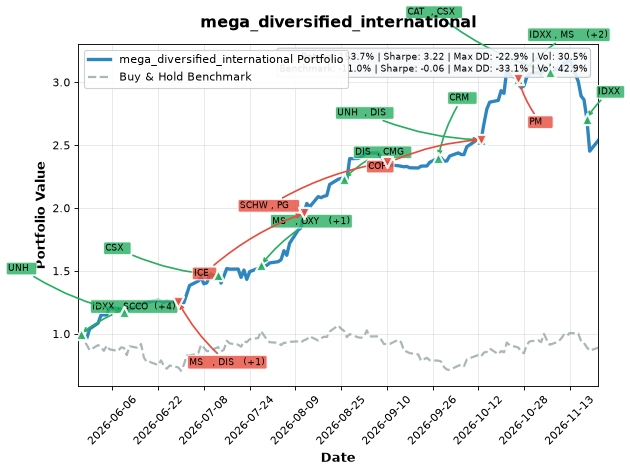 CAT , CSX
mega_diversified_international
IDXX , MS (+2)
mega_diversified_international Portfolio
3.7% | Sharpe: 3.22 | Max DD: -22.9% | Vol: 30.5%
Buy & Hold Benchmark
1.0% | Sharpe: -0.06 | Max DD: -33.1% | Vol: 42.9%
3.0
IDXX
CRM
UNH , DIS
PM
2.5
DIS , CMG
SCHW , PG
2.0
MS , OXY (+1)
CSX
ICE
UNH
1.5
IDXX, SCCO (+4)
1.0
MS , DIS (+1)
Portfolio Value
2026-06-06
2026-06-22
2026-07-08
2026-07-24
2026-08-09
2026-08-25
2026-09-10
2026-09-26
2026-10-12
2026-10-28
2026-11-13
Date